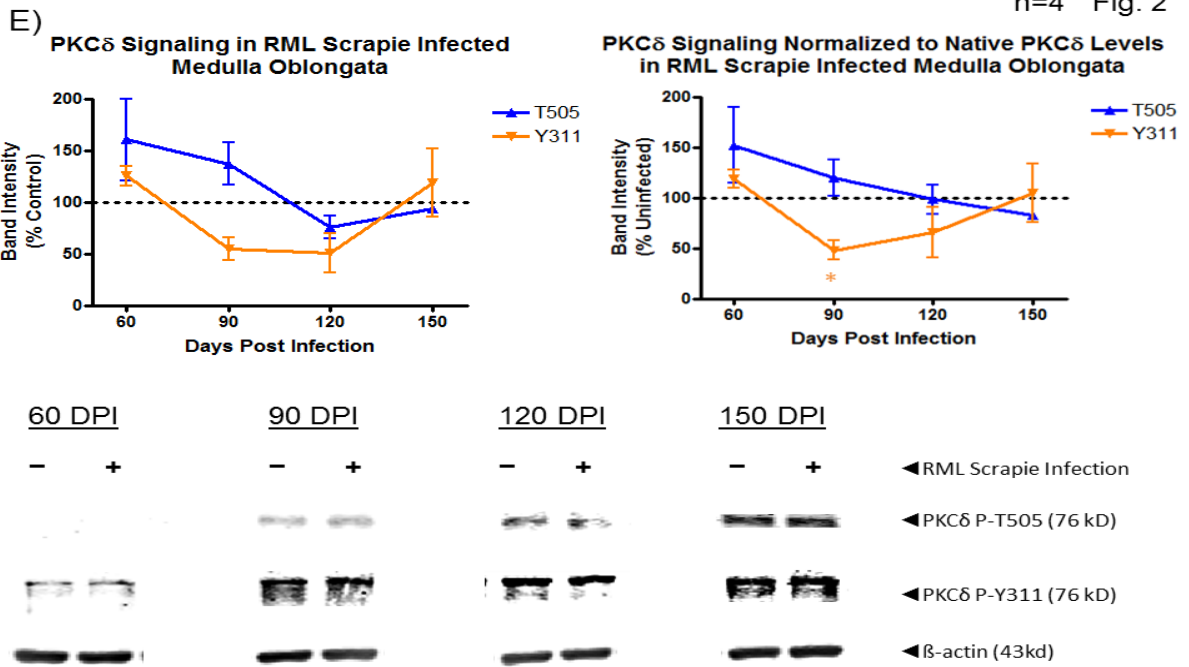 n=4 Fig. 2
E)
PKCδ Signaling in RML Scrapie Infected
Medulla Oblongata
200
150
100
50
0
60 90 120 150
Band Intensity
(% Control)
Days Post Infection
T505
Y311
PKCδ Signaling Normalized to Native PKCδ Levels
in RML Scrapie Infected Medulla Oblongata
200
150
100
50
0
60 90 120 150
Band Intensity
(% Uninfected)
*
Days Post Infection
T505
Y311
60 DPI 90 DPI 120 DPI 150 DPI
– + – + – + – + ◄RML Scrapie Infection
◄PKCδ P-T505 (76 kD)
◄PKCδ P-Y311 (76 kD)
◄ß-actin (43kd)